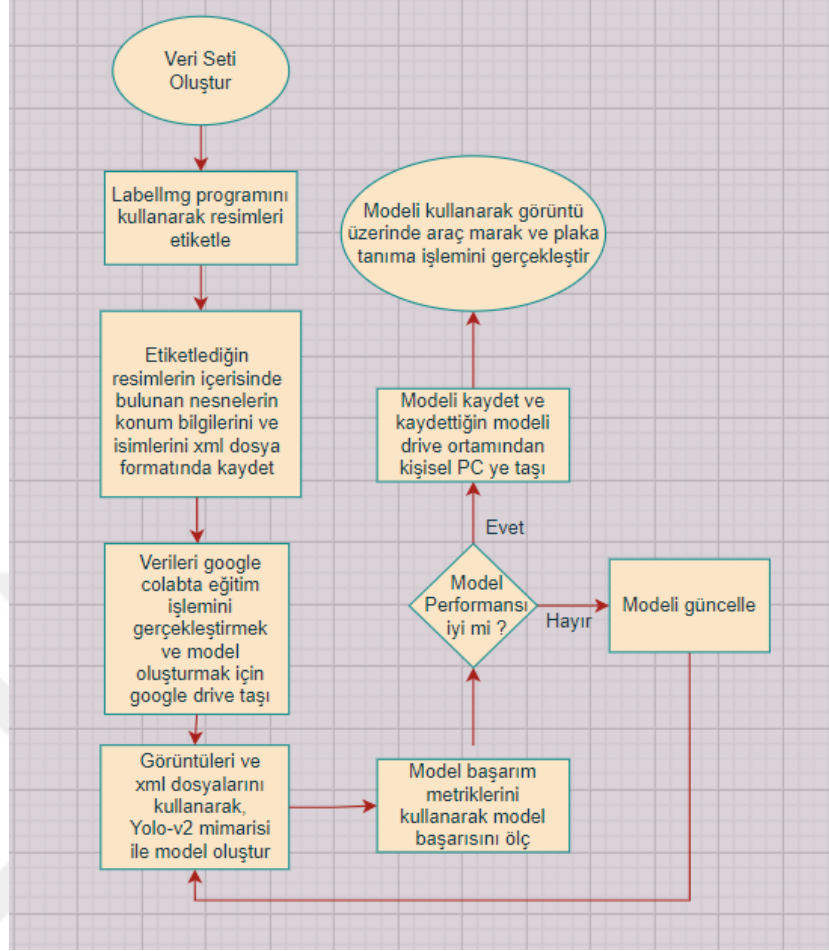 Veri Seti
Oluştur
LabelImg programını
kullanarak resimleri
etiketle
Etiketlediğin
resimlerin içerisinde
bulunan nesnelerin
konum bilgilerini ve
isimlerini xml dosya
formatında kaydet
Verileri google
colabta eğitim
işlemini
gerçekleştirmek
ve model
oluşturmak için
google drive taşı
Görüntüleri ve
xml dosyalarını
kullanarak,
Yolo-v2 mimarisi
ile model oluştur
Model başarım
metriklerini
kullanarak model
başarısını ölç
Model
Performansı
iyi mi ?
Hayır
Modeli güncelle
Evet
Modeli kaydet ve
kaydettiğin modeli
drive ortamından
kişisel PC ye taşı
Modeli kullanarak görüntü
üzerinde araç marak ve plaka
tanıma işlemini gerçekleştir